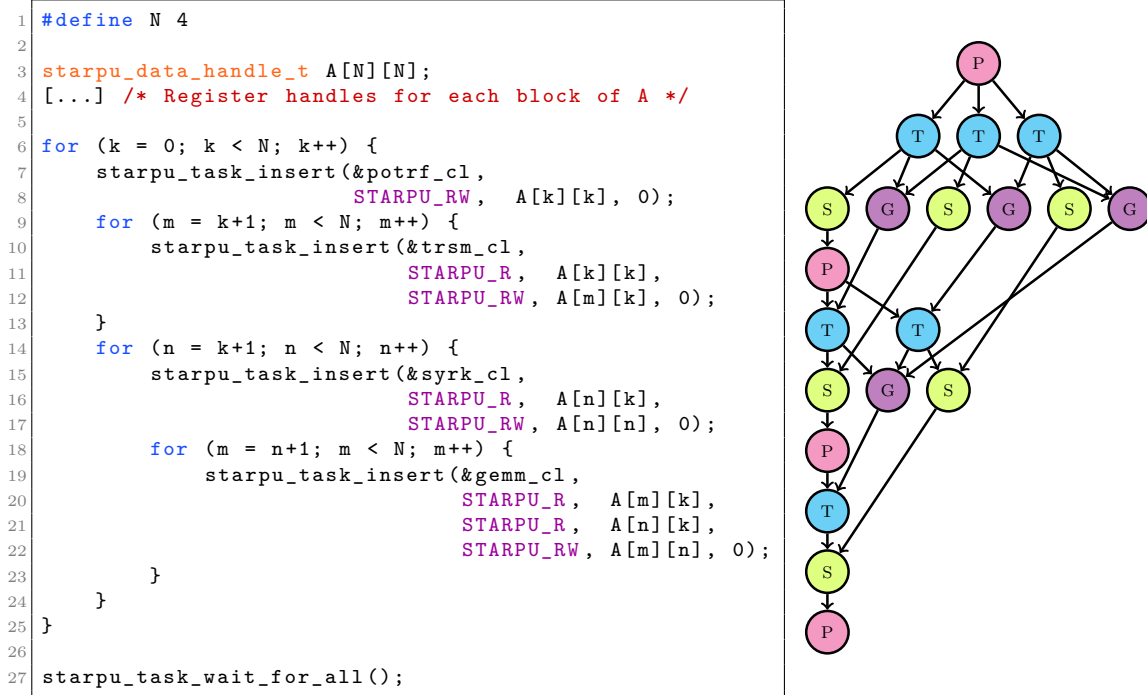 1 #define N 4
2
3 starpu_data_handle_t A[N][N];
4 [...] /* Register handles for each block of A */
5
6 for (k = 0; k < N; k++) {
7 starpu_task_insert(&potrf_cl,
8 STARPU_RW, A[k][k], 0);
9 for (m = k+1; m < N; m++) {
10 starpu_task_insert(&trsm_cl,
11 STARPU_R, A[k][k],
12 STARPU_RW, A[m][k], 0);
13 }
14 for (n = k+1; n < N; n++) {
15 starpu_task_insert(&syrk_cl,
16 STARPU_R, A[n][k],
17 STARPU_RW, A[n][n], 0);
18 for (m = n+1; m < N; m++) {
19 starpu_task_insert(&gemm_cl,
20 STARPU_R, A[m][k],
21 STARPU_R, A[n][k],
22 STARPU_RW, A[m][n], 0);
23 }
24 }
25 }
26
27 starpu_task_wait_for_all();
P
T T T
S G S G S G
P
T T
S G S
P
T
S
P